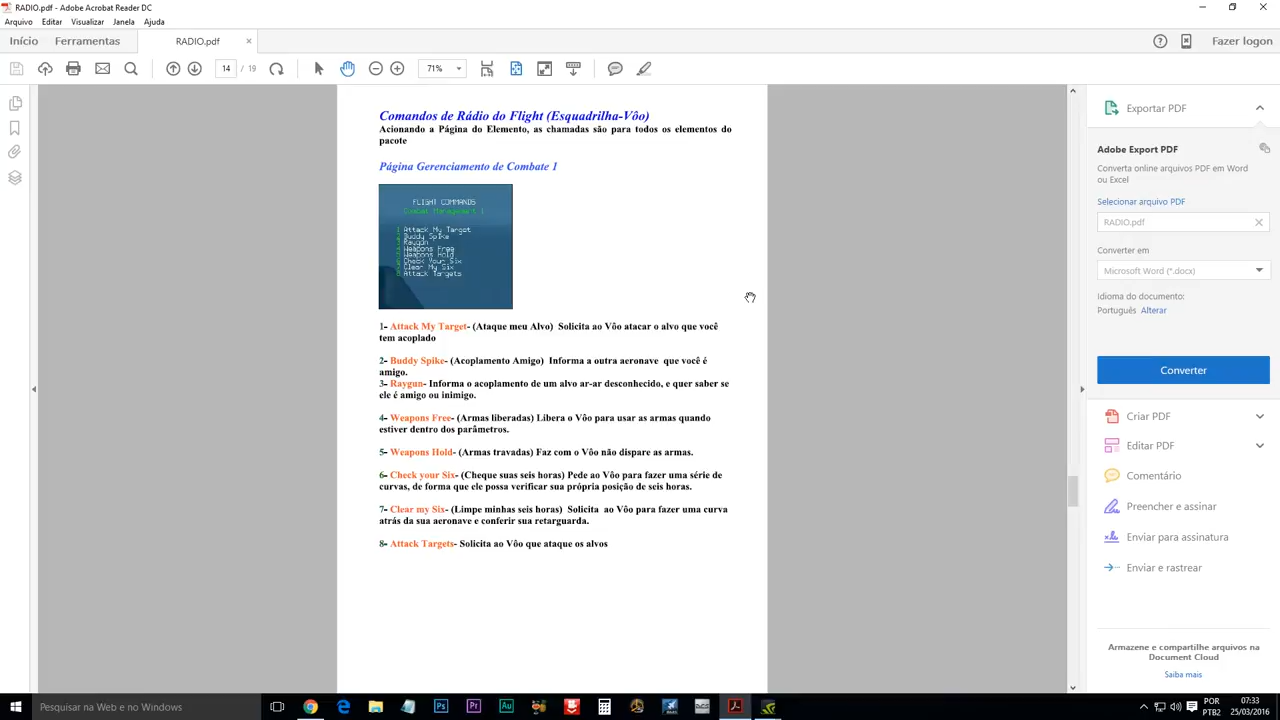 RADIO.pdf - Adobe Acrobat Reader DC
Arquivo Editar Visualizar Janela Ajuda
Início Ferramentas RADIO.pdf × Fazer logon
14 / 19 71%
Comandos de Rádio do Flight (Esquadrilha-Vôo)
Acionando a Página do Elemento, as chamadas são para todos os elementos do
pacote
Página Gerenciamento de Combate 1
FLIGHT COMMANDS
Combat Management 1
1 Attack My Target
2 Buddy Spike
3 Raygun
4 Weapons Free
5 Weapons Hold
6 Check Your Six
7 Clear My Six
8 Attack Targets
1- Attack My Target- (Ataque meu Alvo) Solicita ao Vôo atacar o alvo que você
tem acoplado
2- Buddy Spike- (Acoplamento Amigo) Informa a outra aeronave que você é
amigo.
3- Raygun- Informa o acoplamento de um alvo ar-ar desconhecido, e quer saber se
ele é amigo ou inimigo.
4- Weapons Free- (Armas liberadas) Libera o Vôo para usar as armas quando
estiver dentro dos parâmetros.
5- Weapons Hold- (Armas travadas) Faz com o Vôo não dispare as armas.
6- Check your Six- (Cheque suas seis horas) Pede ao Vôo para fazer uma série de
curvas, de forma que ele possa verificar sua própria posição de seis horas.
7- Clear my Six- (Limpe minhas seis horas) Solicita ao Vôo para fazer uma curva
atrás da sua aeronave e conferir sua retarguarda.
8- Attack Targets- Solicita ao Vôo que ataque os alvos
Exportar PDF
Adobe Export PDF
Converta online arquivos PDF em Word
ou Excel
Selecionar arquivo PDF
RADIO.pdf
Converter em
Microsoft Word (*.docx)
Idioma do documento:
Português Alterar
Converter
Criar PDF
Editar PDF
Comentário
Preencher e assinar
Enviar para assinatura
Enviar e rastrear
Armazene e compartilhe arquivos na
Document Cloud
Saiba mais
Pesquisar na Web e no Windows
Ps Pr Au
POR
PTB2
07:33
25/03/2016